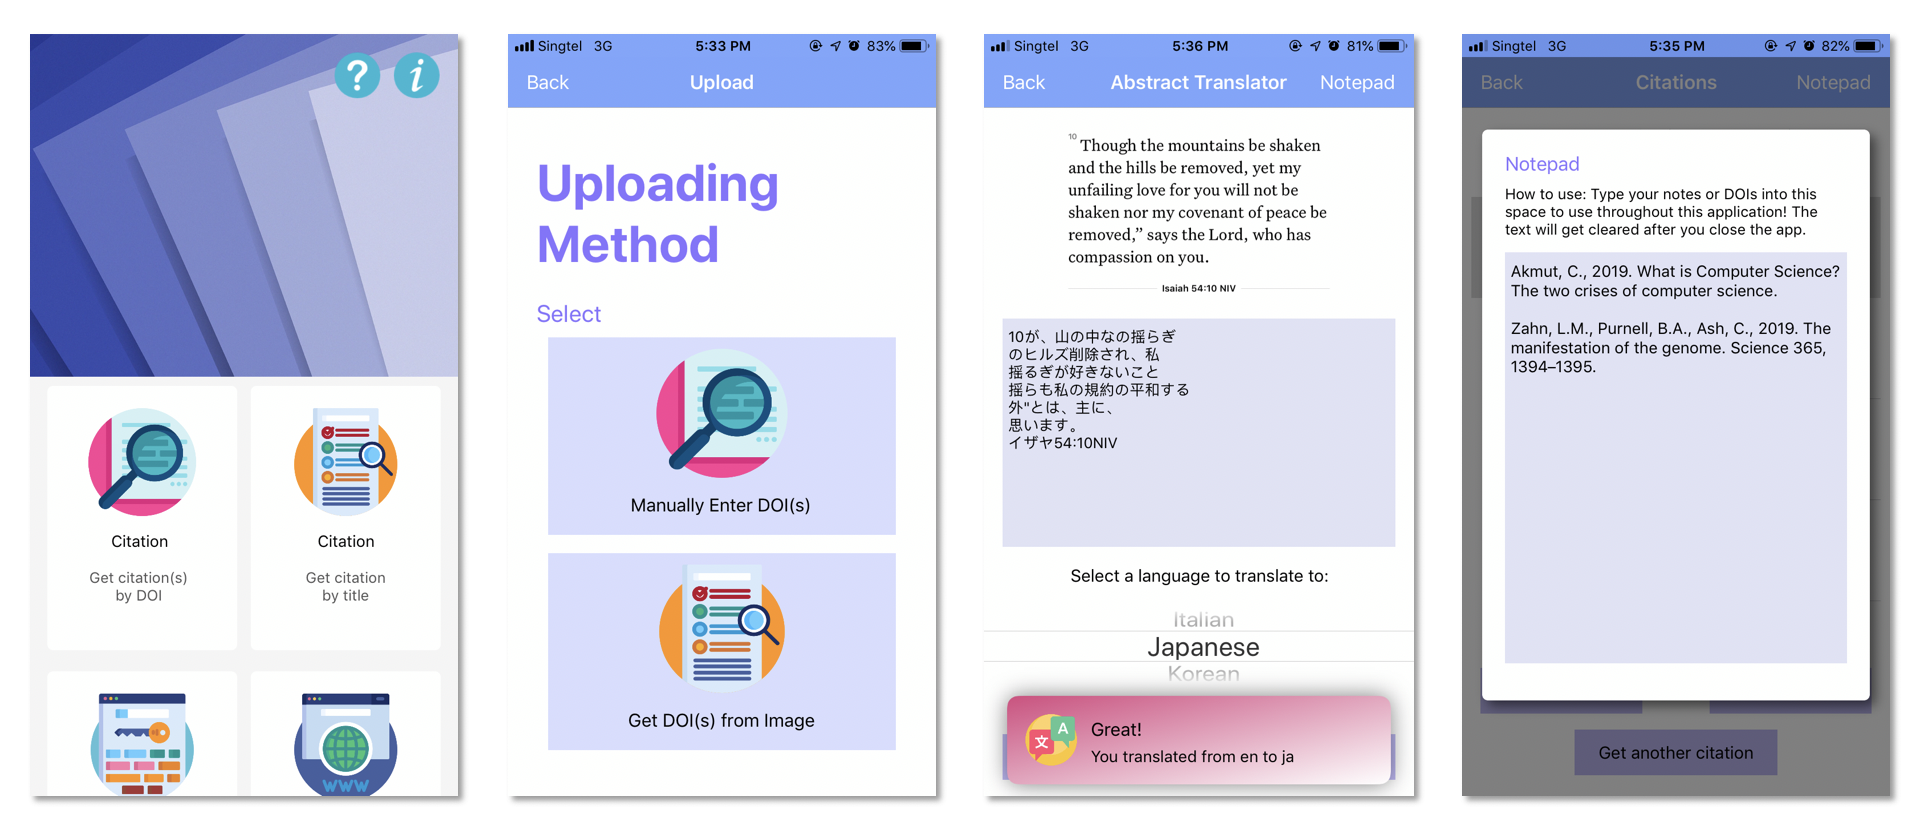 ? i
Citation
Get citation(s)
by DOI
Citation
Get citation
by title
WWW
Singtel 3G 5:33 PM 83%
Back Upload
Uploading
Method
Select
Manually Enter DOI(s)
Get DOI(s) from Image
Singtel 3G 5:36 PM 81%
Back Abstract Translator Notepad
10 Though the mountains be shaken
and the hills be removed, yet my
unfailing love for you will not be
shaken nor my covenant of peace be
removed,” says the Lord, who has
compassion on you.
Isaiah 54:10 NIV
10が、山の中なの揺らぎ
のヒルズ削除され、私
揺るぎが好きないこと
揺らも私の規約の平和する
外"とは、主に、
思います。
イザヤ54:10NIV
Select a language to translate to:
Italian
Japanese
Korean
文 A
Great!
You translated from en to ja
Singtel 3G 5:35 PM 82%
Back Citations Notepad
Notepad
How to use: Type your notes or DOIs into this
space to use throughout this application! The
text will get cleared after you close the app.
Akmut, C., 2019. What is Computer Science?
The two crises of computer science.
Zahn, L.M., Purnell, B.A., Ash, C., 2019. The
manifestation of the genome. Science 365,
1394–1395.
Get another citation